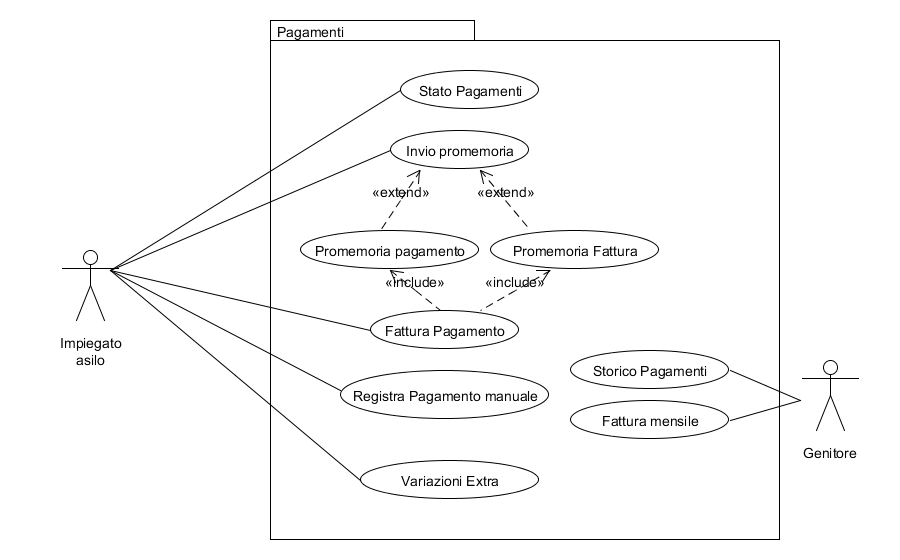 Pagamenti
Stato Pagamenti
Invio promemoria
«extend»
«extend»
Promemoria pagamento
Promemoria Fattura
«include»
«include»
Fattura Pagamento
Impiegato
asilo
Storico Pagamenti
Registra Pagamento manuale
Fattura mensile
Genitore
Variazioni Extra